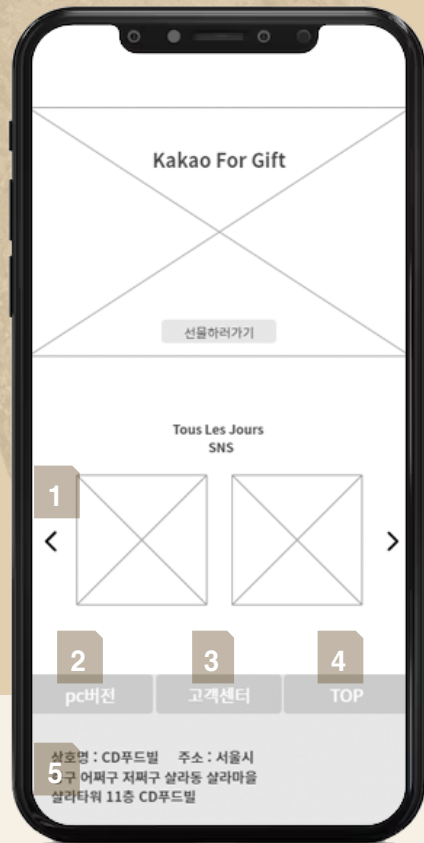 Kakao For Gift
선물하러가기
Tous Les Jours
SNS
1
2 3 4
pc버전 고객센터 TOP
상호명 : CD푸드빌 주소 : 서울시
5
구 어쩌구 저쩌구 샬라동 샬라마을
샬라타워 11층 CD푸드빌